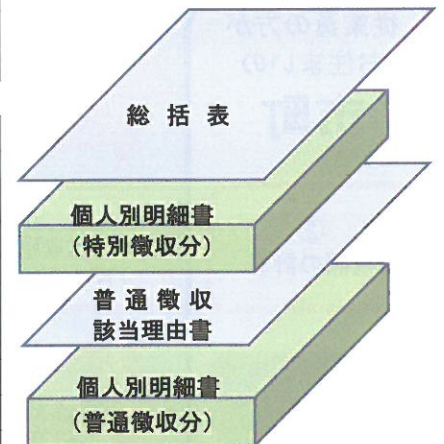 総括表
個人別明細書
（特別徴収分）
普通徴収
該当理由書
個人別明細書
（普通徴収分）